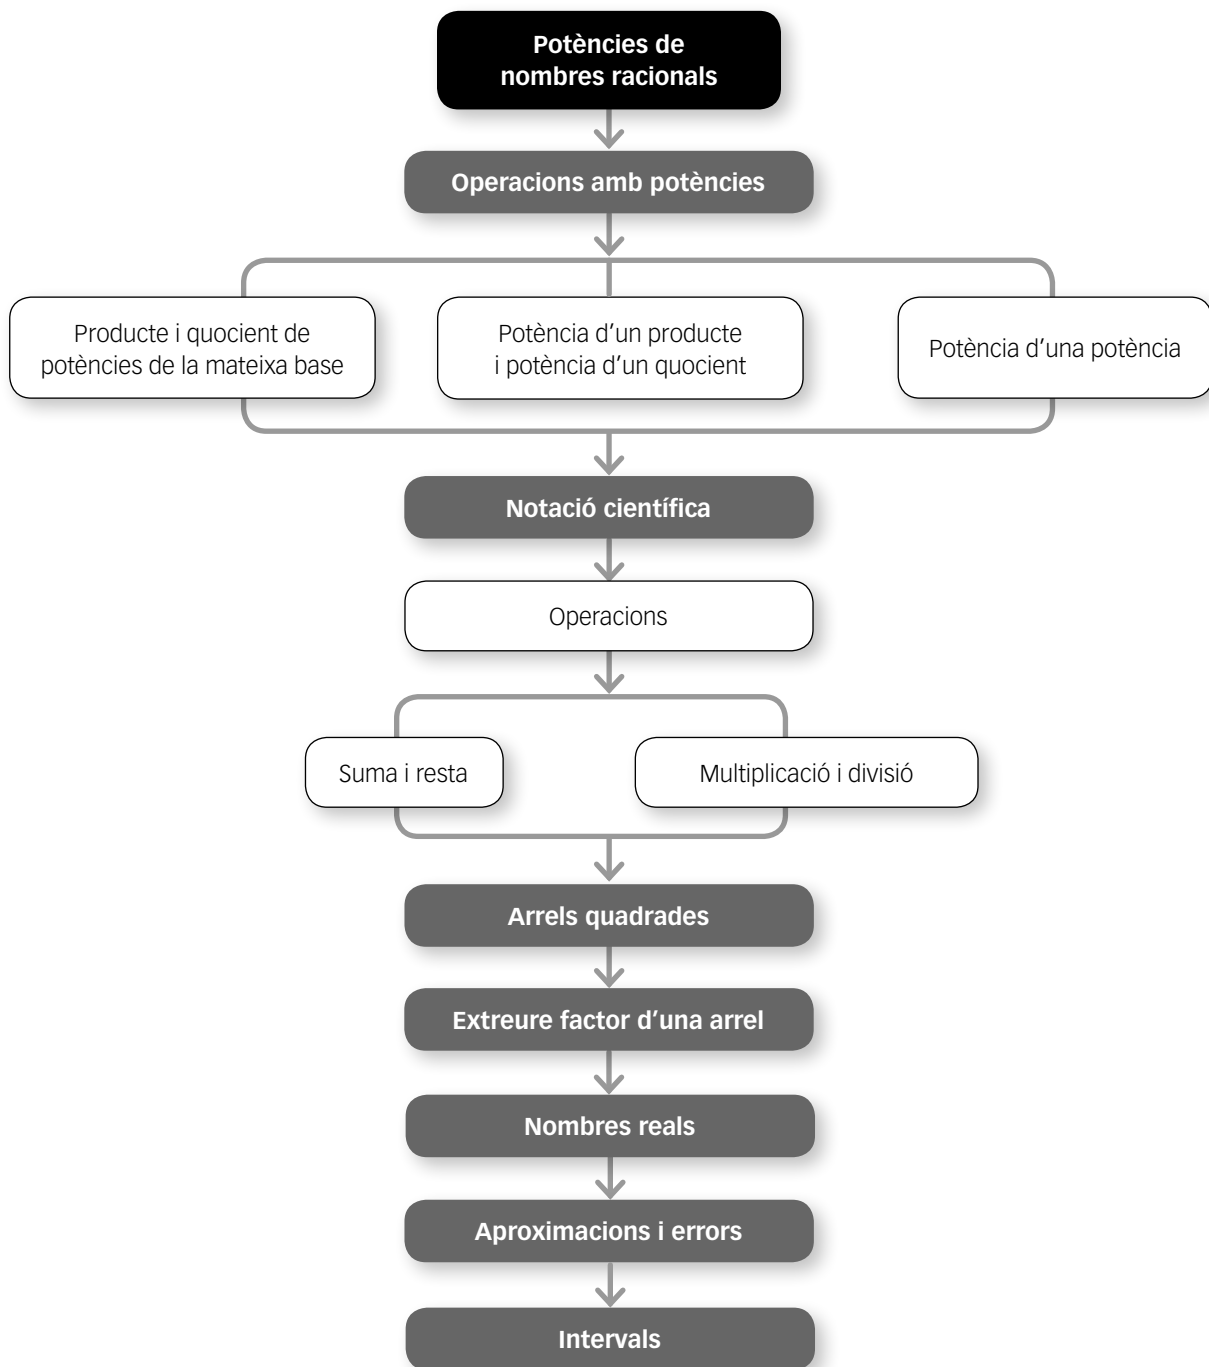 Potències de
nombres racionals
Operacions amb potències
Producte i quocient de
potències de la mateixa base
Potència d’un producte
i potència d’un quocient
Potència d’una potència
Notació científica
Operacions
Suma i resta
Multiplicació i divisió
Arrels quadrades
Extreure factor d’una arrel
Nombres reals
Aproximacions i errors
Intervals